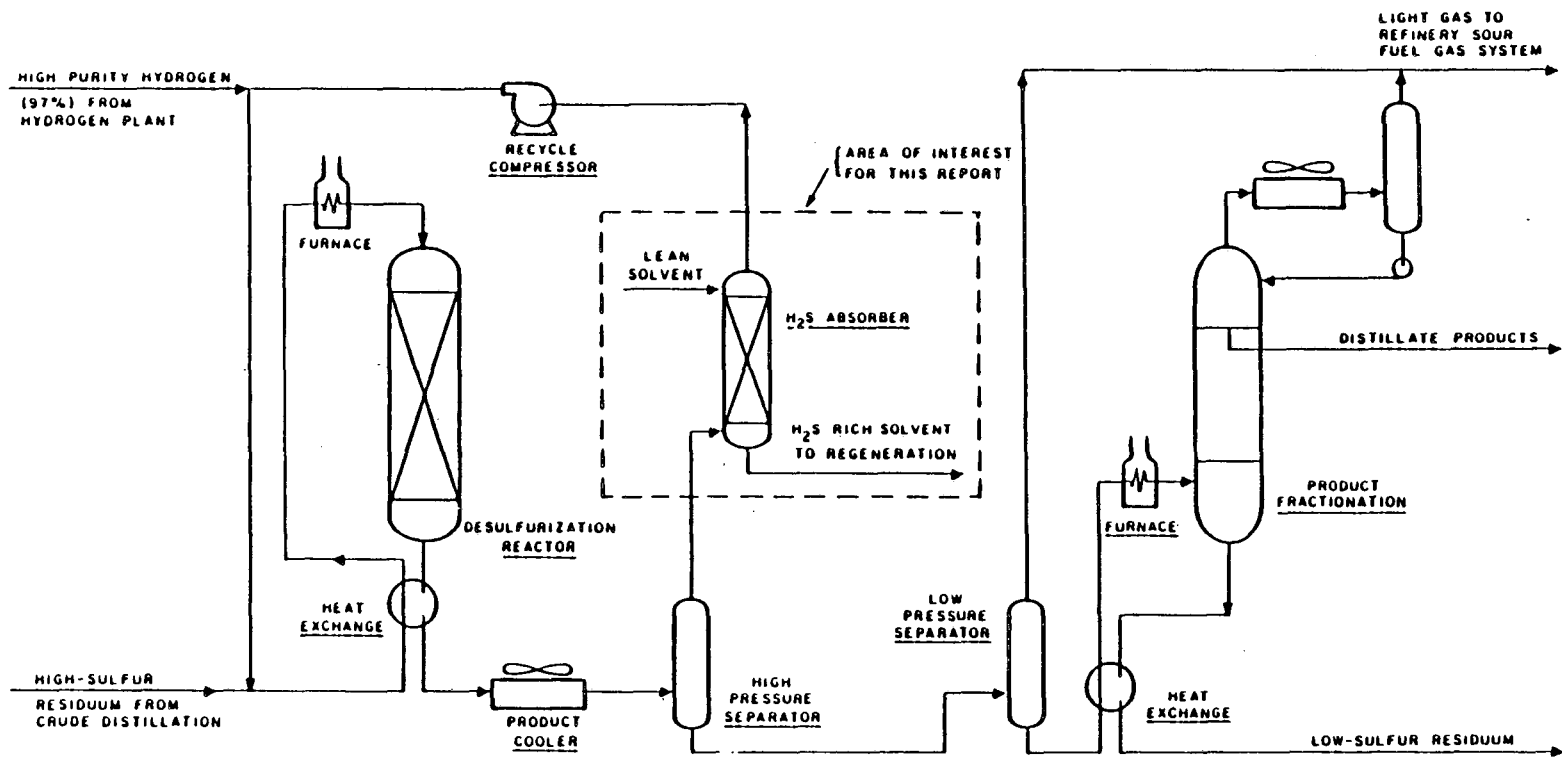 LIGHT GAS TO
REFINERY SOUR
FUEL GAS SYSTEM
HIGH PURITY HYDROGEN
(97%) FROM
HYDROGEN PLANT
RECYCLE
COMPRESSOR
AREA OF INTEREST
FOR THIS REPORT
FURNACE
LEAN
SOLVENT
H2S ABSORBER
DISTILLATE PRODUCTS
H2S RICH SOLVENT
TO REGENERATION
PRODUCT
FRACTIONATION
FURNACE
DESULFURIZATION
REACTOR
HEAT
EXCHANGE
LOW
PRESSURE
SEPARATOR
HIGH-SULFUR
RESIDUUM FROM
CRUDE DISTILLATION
PRODUCT
COOLER
HIGH
PRESSURE
SEPARATOR
HEAT
EXCHANGE
LOW-SULFUR RESIDUUM